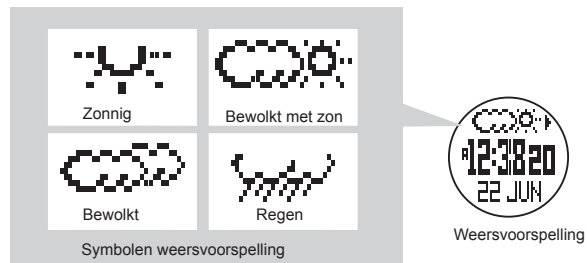 Zonnig
Bewolkt met zon
Bewolkt
Regen
Symbolen weersvoorspelling
A 12:38 20
22 JUN
Weersvoorspelling